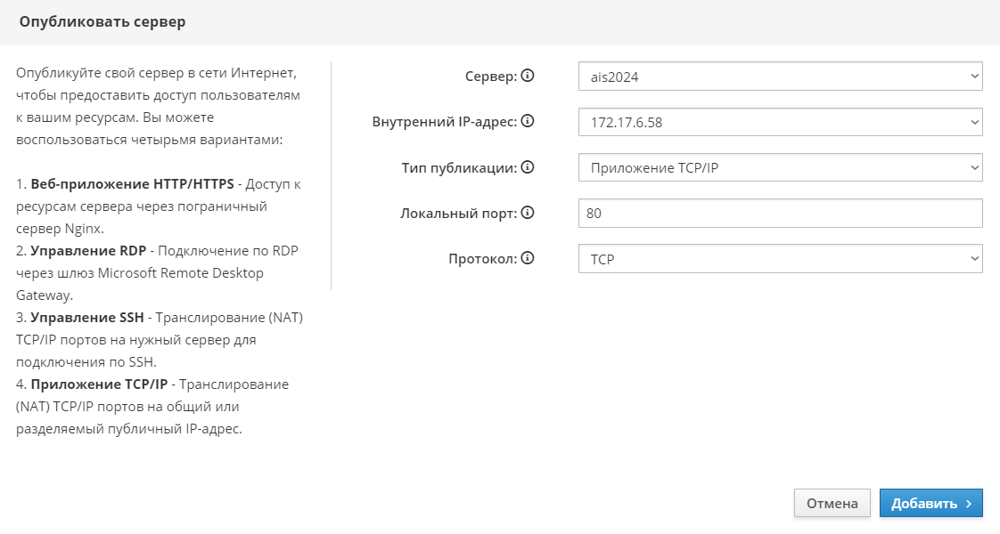 Опубликовать сервер
Опубликуйте свой сервер в сети Интернет,
чтобы предоставить доступ пользователям
к вашим ресурсам. Вы можете
воспользоваться четырьмя вариантами:
1. Веб-приложение HTTP/HTTPS - Доступ к
ресурсам сервера через пограничный
сервер Nginx.
2. Управление RDP - Подключение по RDP
через шлюз Microsoft Remote Desktop
Gateway.
3. Управление SSH - Транслирование (NAT)
TCP/IP портов на нужный сервер для
подключения по SSH.
4. Приложение TCP/IP - Транслирование
(NAT) TCP/IP портов на общий или
разделяемый публичный IP-адрес.
Сервер: ais2024
Внутренний IP-адрес: 172.17.6.58
Тип публикации: Приложение TCP/IP
Локальный порт: 80
Протокол: TCP
Отмена Добавить